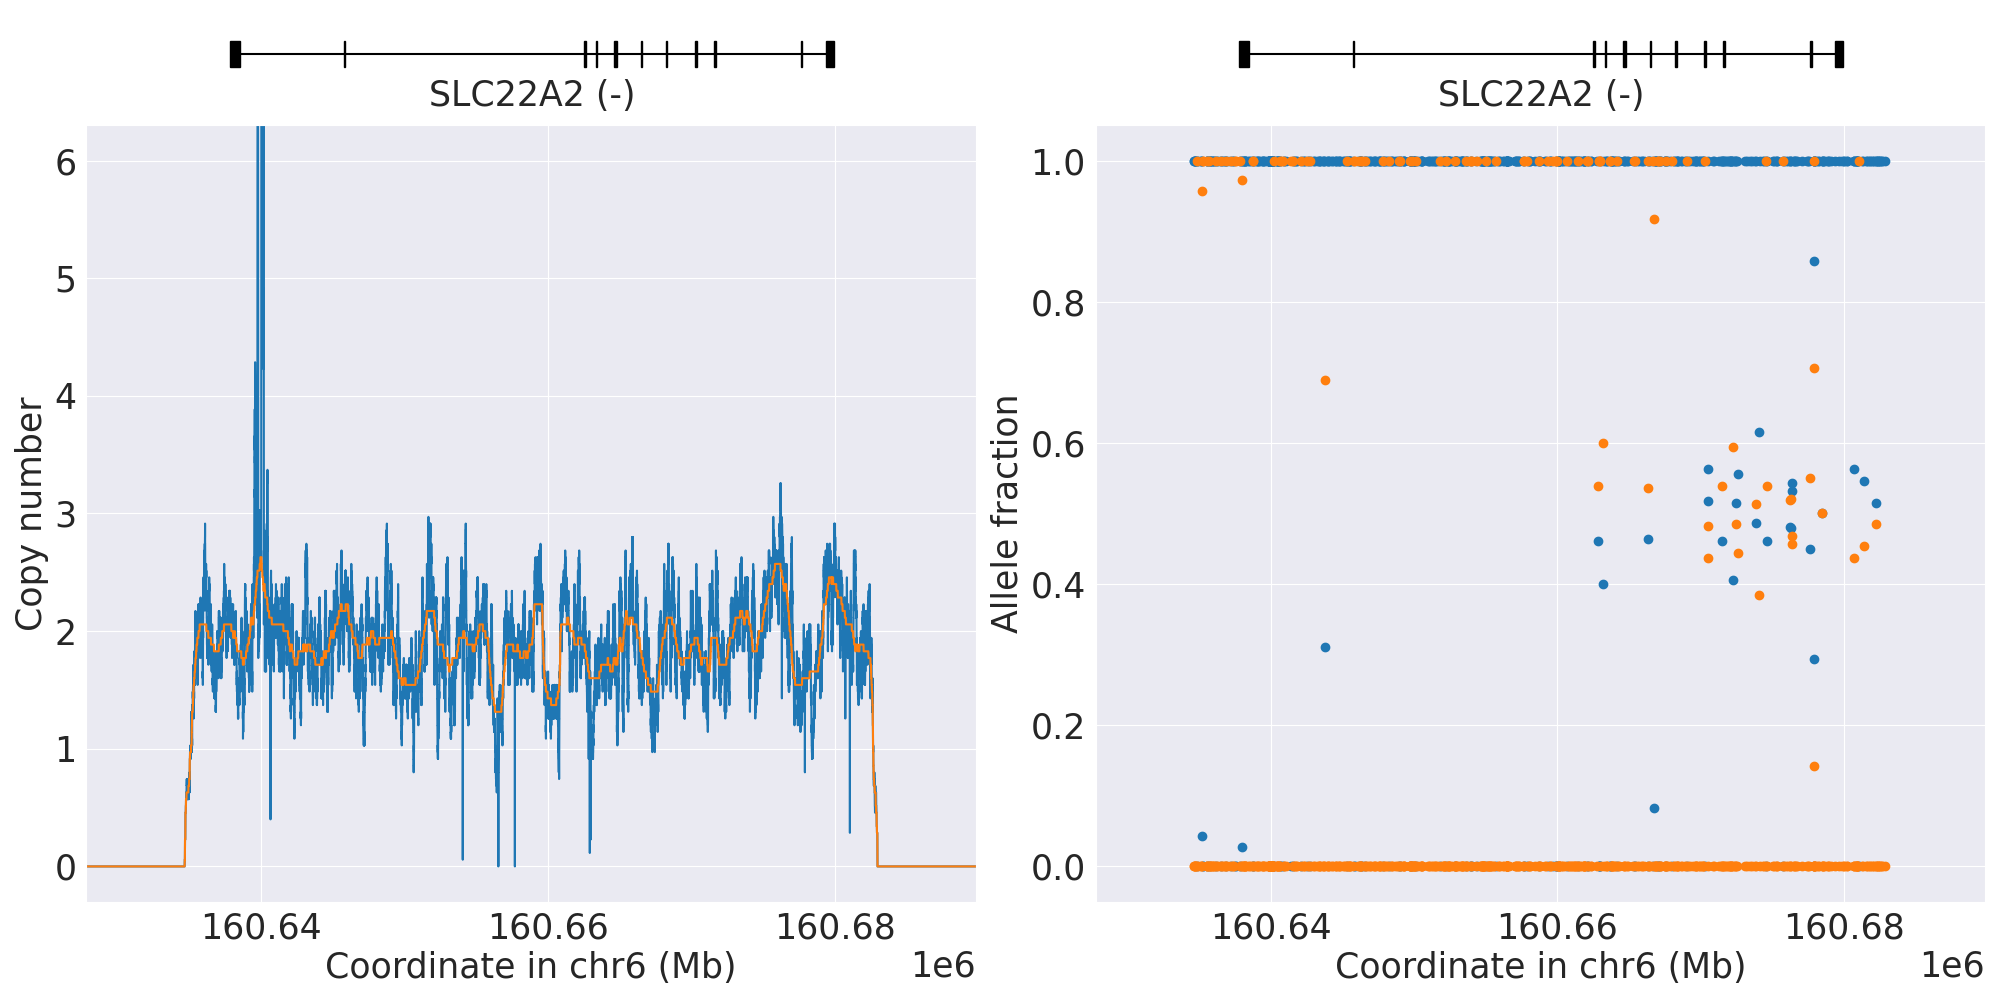 SLC22A2 (-)
6
5
4
3
2
1
0
Copy number
160.64
160.66
160.68
Coordinate in chr6 (Mb)
1e6
SLC22A2 (-)
1.0
0.8
0.6
0.4
0.2
0.0
Allele fraction
160.64
160.66
160.68
Coordinate in chr6 (Mb)
1e6